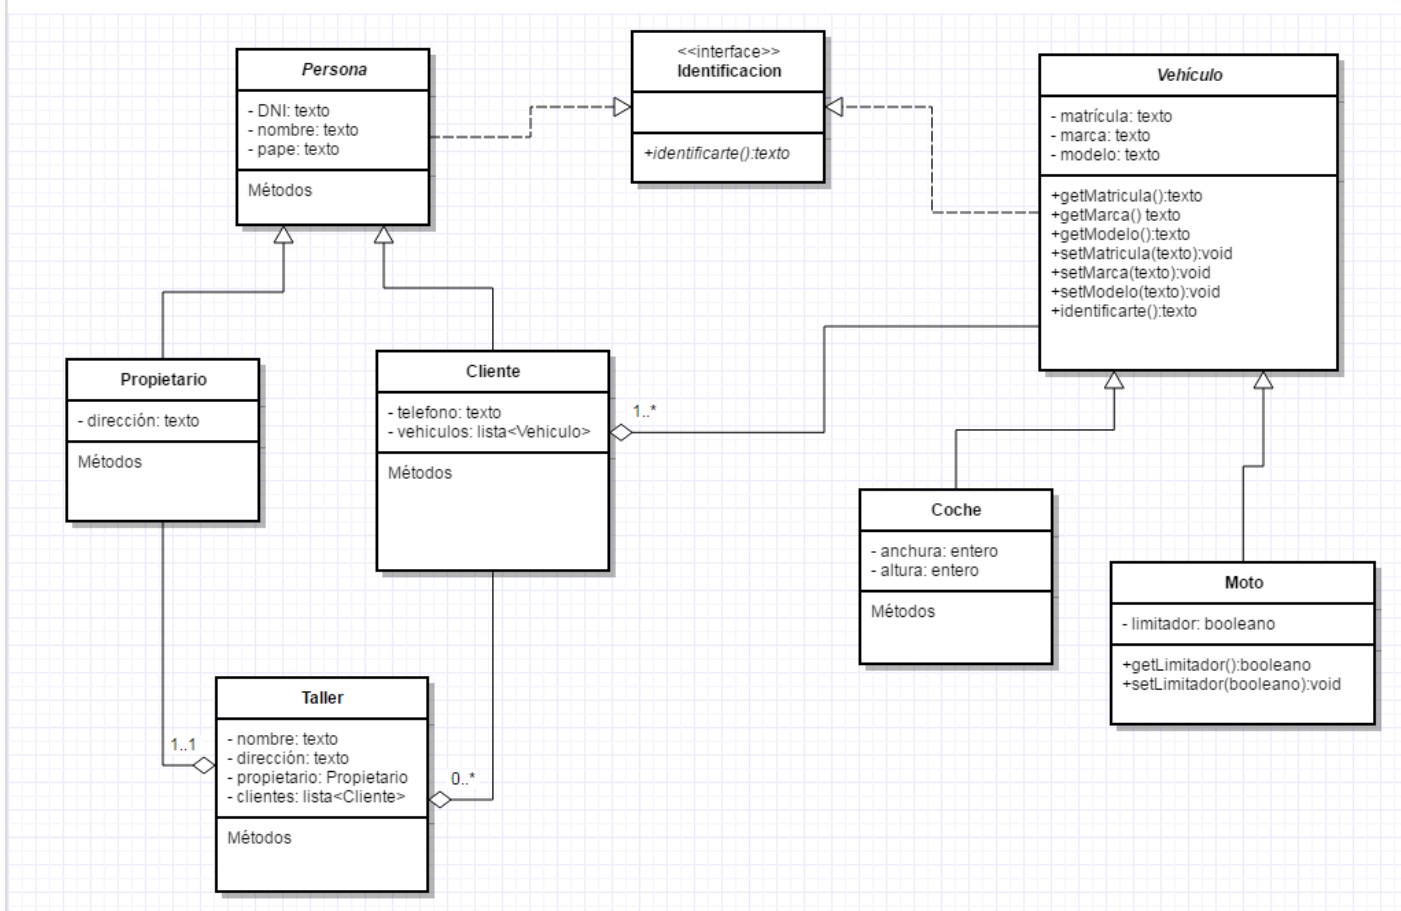 Persona
- DNI: texto
- nombre: texto
- pape: texto
Métodos
<<interface>>
Identificacion
+identificarte():texto
Vehículo
- matrícula: texto
- marca: texto
- modelo: texto
+getMatricula():texto
+getMarca() texto
+getModelo():texto
+setMatricula(texto):void
+setMarca(texto):void
+setModelo(texto):void
+identificarte():texto
Propietario
- dirección: texto
Métodos
Cliente
- telefono: texto
- vehiculos: lista<Vehiculo>
Métodos
1..*
Coche
- anchura: entero
- altura: entero
Métodos
Moto
- limitador: booleano
+getLimitador():booleano
+setLimitador(booleano):void
Taller
- nombre: texto
- dirección: texto
- propietario: Propietario
- clientes: lista<Cliente>
Métodos
1..1
0..*